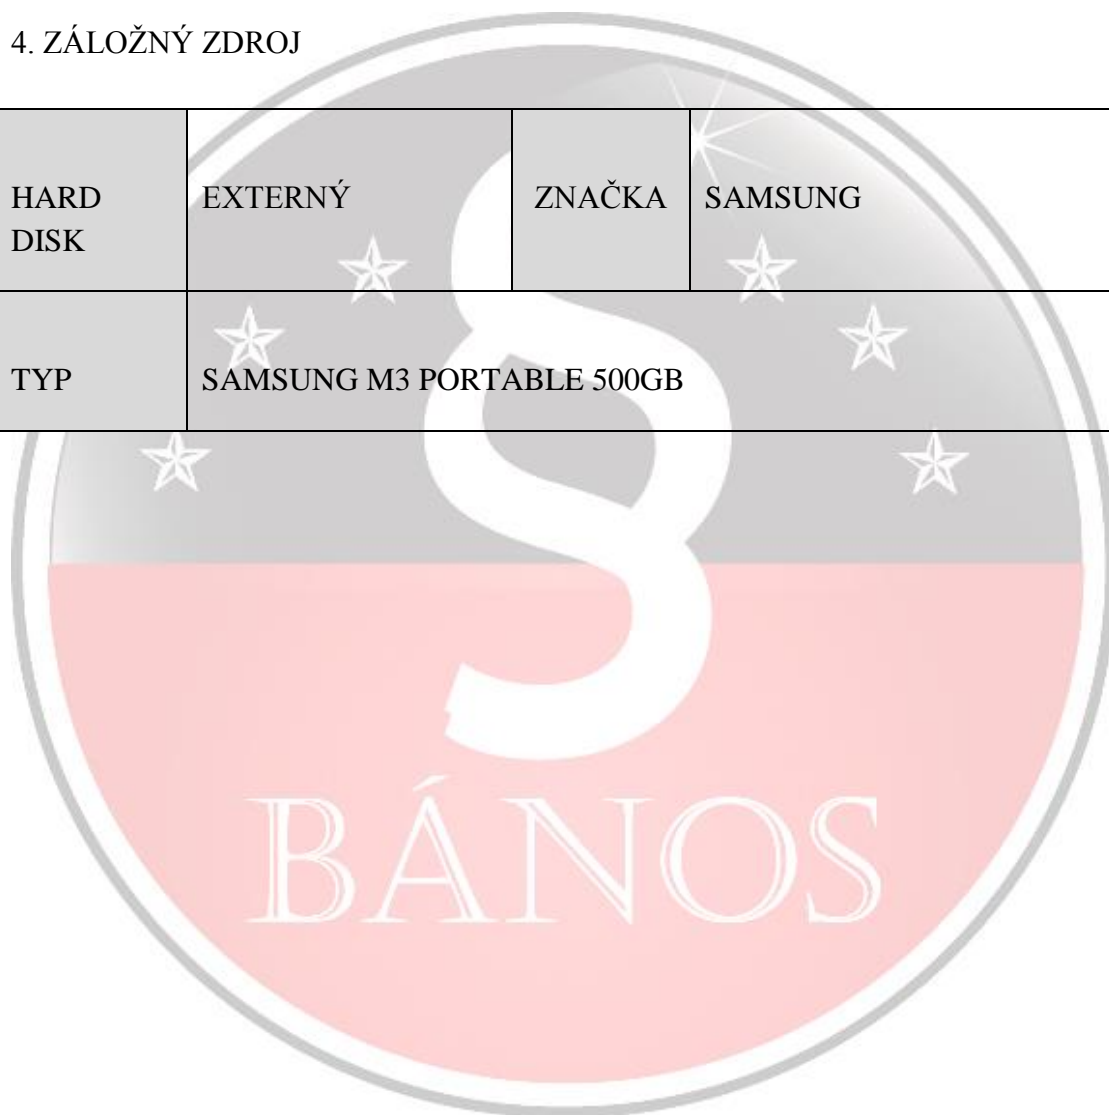 4. ZÁLOŽNÝ ZDROJ
HARD DISK EXTERNÝ ZNAČKA SAMSUNG
TYP SAMSUNG M3 PORTABLE 500GB
§
BÁNOS